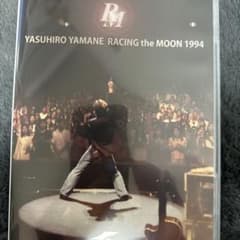 RM
YASUHIRO YAMANE RACING the MOON 1994